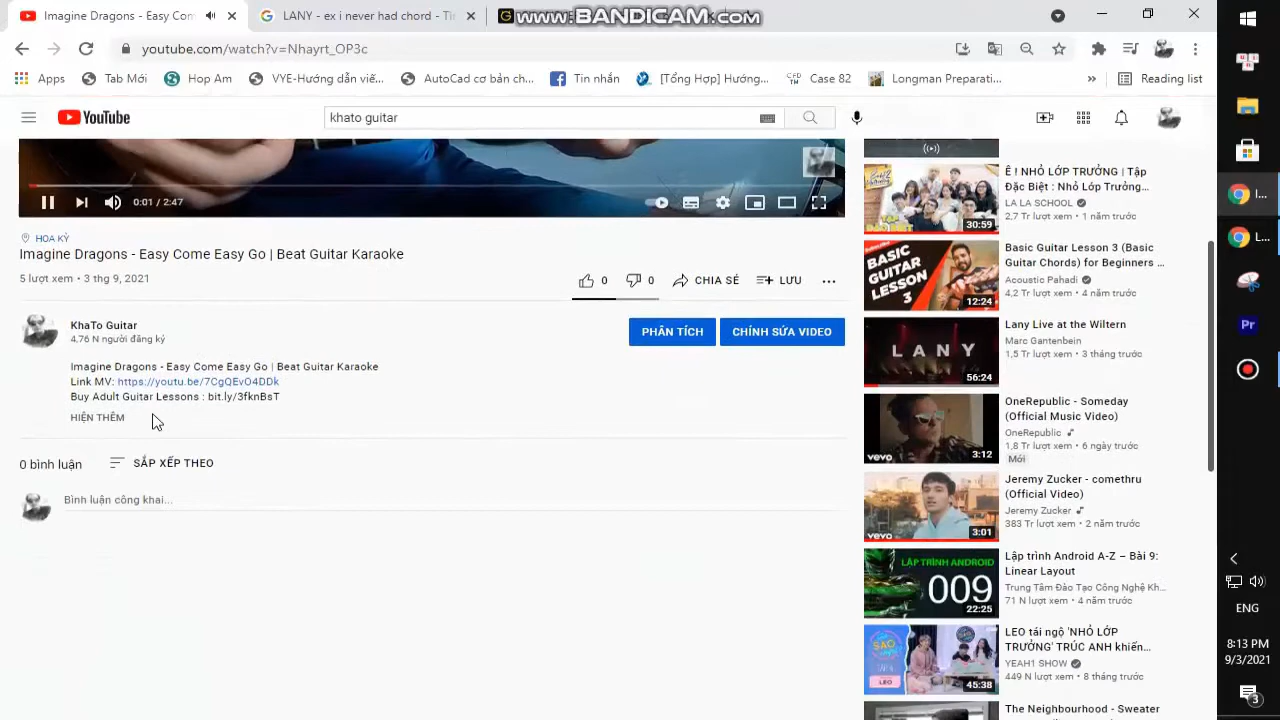 Imagine Dragons - Easy Com
LANY - ex i never had chord - Th
WWW.BANDICAM.COM
youtube.com/watch?v=Nhayrt_OP3c
Apps
Tab Mới
Hop Am
VYE-Hướng dẫn viế...
AutoCad cơ bản ch...
Tin nhắn
[Tổng Hợp] Hướng...
Case 82
Longman Preparati...
»
Reading list
YouTube
khato guitar
0:01 / 2:47
HOA KỲ
Imagine Dragons - Easy Come Easy Go | Beat Guitar Karaoke
5 lượt xem • 3 thg 9, 2021
0
0
CHIA SẺ
LƯU
KhaTo Guitar
4.76 N người đăng ký
PHÂN TÍCH
CHỈNH SỬA VIDEO
Imagine Dragons - Easy Come Easy Go | Beat Guitar Karaoke
Link MV: https://youtu.be/7CgQEvO4DDk
Buy Adult Guitar Lessons : bit.ly/3fknBsT
HIỆN THÊM
0 bình luận
SẮP XẾP THEO
Bình luận công khai...
30:59
Ê ! NHỎ LỚP TRƯỞNG | Tập
Đặc Biệt : Nhỏ Lớp Trưởng...
LA LA SCHOOL
2,7 Tr lượt xem • 1 năm trước
BASIC
GUITAR
LESSON
3
12:24
Basic Guitar Lesson 3 (Basic
Guitar Chords) for Beginners ...
Acoustic Pahadi
4,2 Tr lượt xem • 4 năm trước
LANY
56:24
Lany Live at the Wiltern
Marc Gantenbein
1,5 Tr lượt xem • 3 tháng trước
vevo
3:12
OneRepublic - Someday
(Official Music Video)
OneRepublic
1,8 Tr lượt xem • 6 ngày trước
Mới
vevo
3:01
Jeremy Zucker - comethru
(Official Video)
Jeremy Zucker
383 Tr lượt xem • 2 năm trước
LẬP TRÌNH ANDROID
009
22:25
Lập trình Android A-Z – Bài 9:
Linear Layout
Trung Tâm Đào Tạo Công Nghệ Kh...
71 N lượt xem • 4 năm trước
SAO
LEO
45:38
LEO tái ngộ 'NHỎ LỚP
TRƯỞNG' TRÚC ANH khiến...
YEAH1 SHOW
449 N lượt xem • 8 tháng trước
The Neighbourhood - Sweater
I...
L...
Pr
ENG
8:13 PM
9/3/2021
3